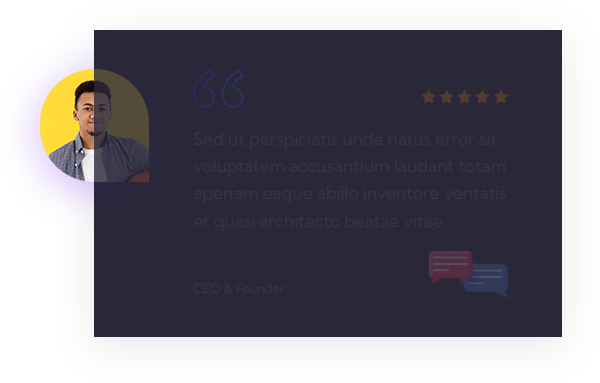 Sed ut perspiciatis unde natus error sit
voluptatem accusantium laudant totam
aperiam eaque abillo inventore veritatis
et quasi architecto beatae vitae
CEO & Founder